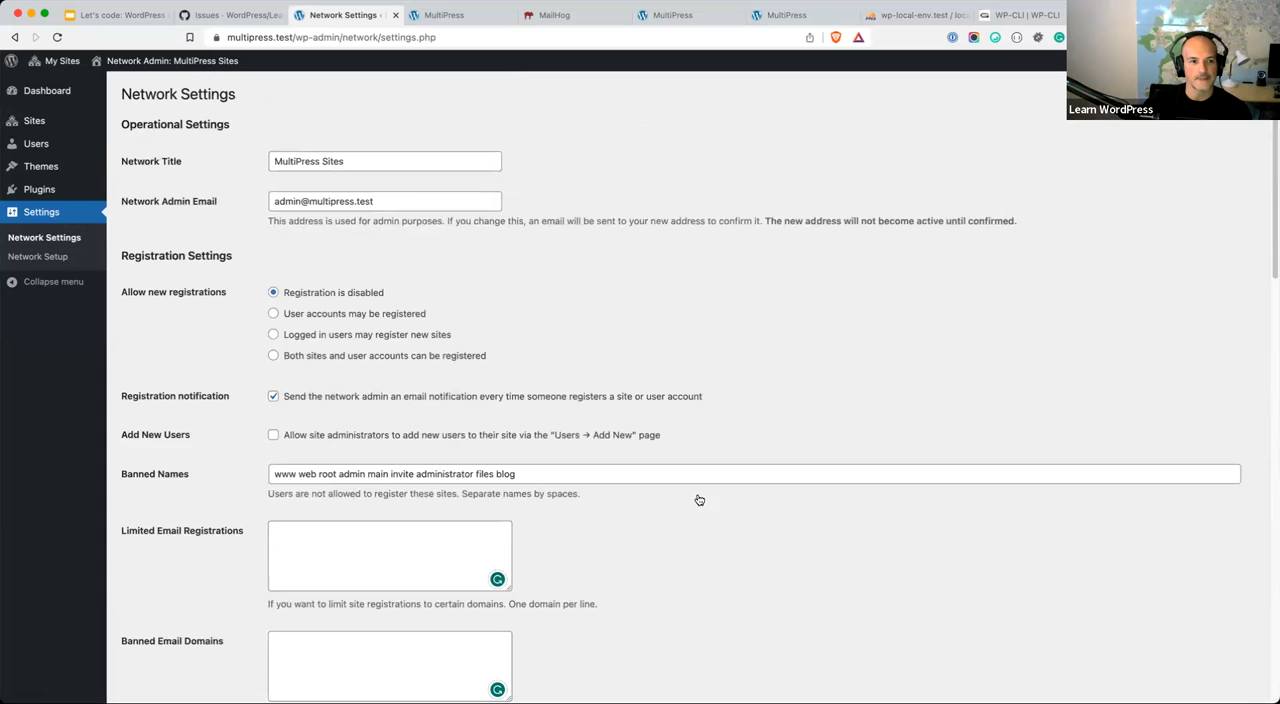 Let's code: WordPress
Issues · WordPress/Lea
Network Settings ‹
MultiPress
MailHog
MultiPress
MultiPress
wp-local-env.test / loc
WP-CLI | WP-CLI
multipress.test/wp-admin/network/settings.php
My Sites
Network Admin: MultiPress Sites
Learn WordPress
Dashboard
Sites
Users
Themes
Plugins
Settings
Network Settings
Network Setup
Collapse menu
Network Settings
Operational Settings
Network Title
MultiPress Sites
Network Admin Email
admin@multipress.test
This address is used for admin purposes. If you change this, an email will be sent to your new address to confirm it. The new address will not become active until confirmed.
Registration Settings
Allow new registrations
Registration is disabled
User accounts may be registered
Logged in users may register new sites
Both sites and user accounts can be registered
Registration notification
Send the network admin an email notification every time someone registers a site or user account
Add New Users
Allow site administrators to add new users to their site via the "Users → Add New" page
Banned Names
www web root admin main invite administrator files blog
Users are not allowed to register these sites. Separate names by spaces.
Limited Email Registrations
If you want to limit site registrations to certain domains. One domain per line.
Banned Email Domains